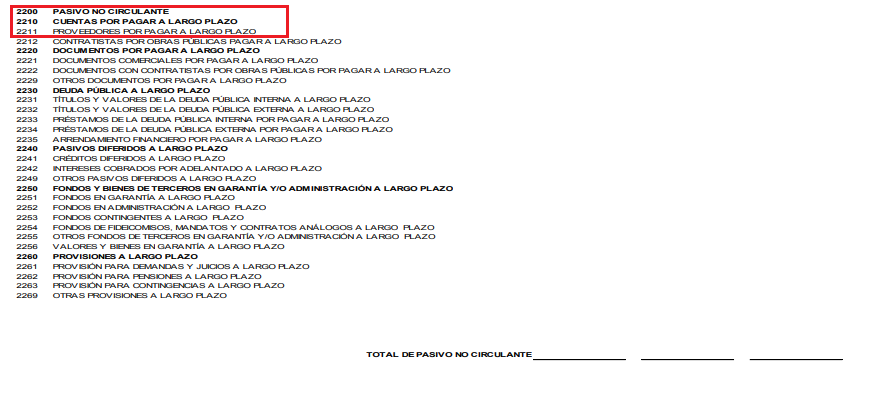 2200 PASIVO NO CIRCULANTE
2210 CUENTAS POR PAGAR A LARGO PLAZO
2211 PROVEEDORES POR PAGAR A LARGO PLAZO
2212 CONTRATISTAS POR OBRAS PÚBLICAS PAGAR A LARGO PLAZO
2220 DOCUMENTOS POR PAGAR A LARGO PLAZO
2221 DOCUMENTOS COMERCIALES POR PAGAR A LARGO PLAZO
2222 DOCUMENTOS CON CONTRATISTAS POR OBRAS PÚBLICAS POR PAGAR A LARGO PLAZO
2229 OTROS DOCUMENTOS POR PAGAR A LARGO PLAZO
2230 DEUDA PÚBLICA A LARGO PLAZO
2231 TÍTULOS Y VALORES DE LA DEUDA PÚBLICA INTERNA A LARGO PLAZO
2232 TÍTULOS Y VALORES DE LA DEUDA PÚBLICA EXTERNA A LARGO PLAZO
2233 PRÉSTAMOS DE LA DEUDA PÚBLICA INTERNA POR PAGAR A LARGO PLAZO
2234 PRÉSTAMOS DE LA DEUDA PÚBLICA EXTERNA POR PAGAR A LARGO PLAZO
2235 ARRENDAMIENTO FINANCIERO POR PAGAR A LARGO PLAZO
2240 PASIVOS DIFERIDOS A LARGO PLAZO
2241 CRÉDITOS DIFERIDOS A LARGO PLAZO
2242 INTERESES COBRADOS POR ADELANTADO A LARGO PLAZO
2249 OTROS PASIVOS DIFERIDOS A LARGO PLAZO
2250 FONDOS Y BIENES DE TERCEROS EN GARANTÍA Y/O ADMINISTRACIÓN A LARGO PLAZO
2251 FONDOS EN GARANTÍA A LARGO PLAZO
2252 FONDOS EN ADMINISTRACIÓN A LARGO PLAZO
2253 FONDOS CONTINGENTES A LARGO PLAZO
2254 FONDOS DE FIDEICOMISOS, MANDATOS Y CONTRATOS ANÁLOGOS A LARGO PLAZO
2255 OTROS FONDOS DE TERCEROS EN GARANTÍA Y/O ADMINISTRACIÓN A LARGO PLAZO
2256 VALORES Y BIENES EN GARANTÍA A LARGO PLAZO
2260 PROVISIONES A LARGO PLAZO
2261 PROVISIÓN PARA DEMANDAS Y JUICIOS A LARGO PLAZO
2262 PROVISIÓN PARA PENSIONES A LARGO PLAZO
2263 PROVISIÓN PARA CONTINGENCIAS A LARGO PLAZO
2269 OTRAS PROVISIONES A LARGO PLAZO
TOTAL DE PASIVO NO CIRCULANTE